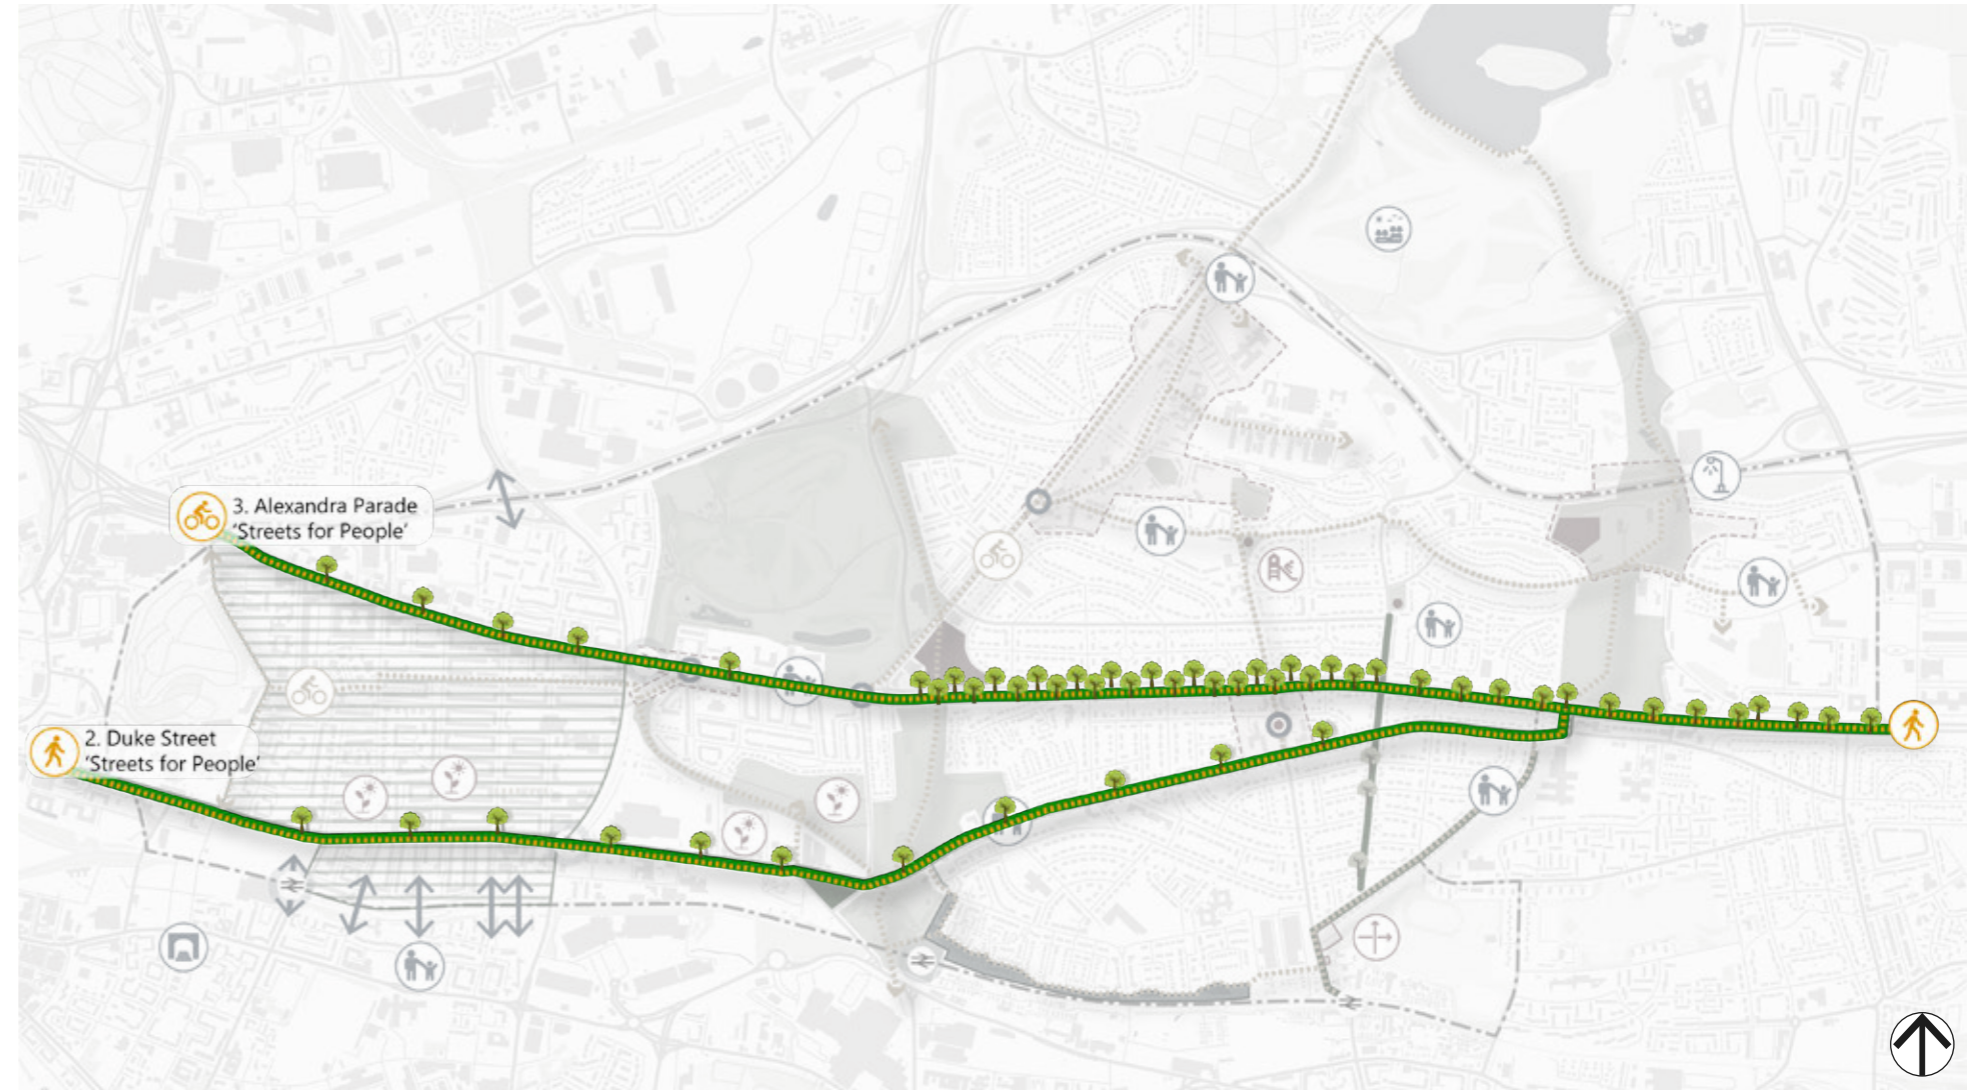 3. Alexandra Parade
'Streets for People'
2. Duke Street
'Streets for People'